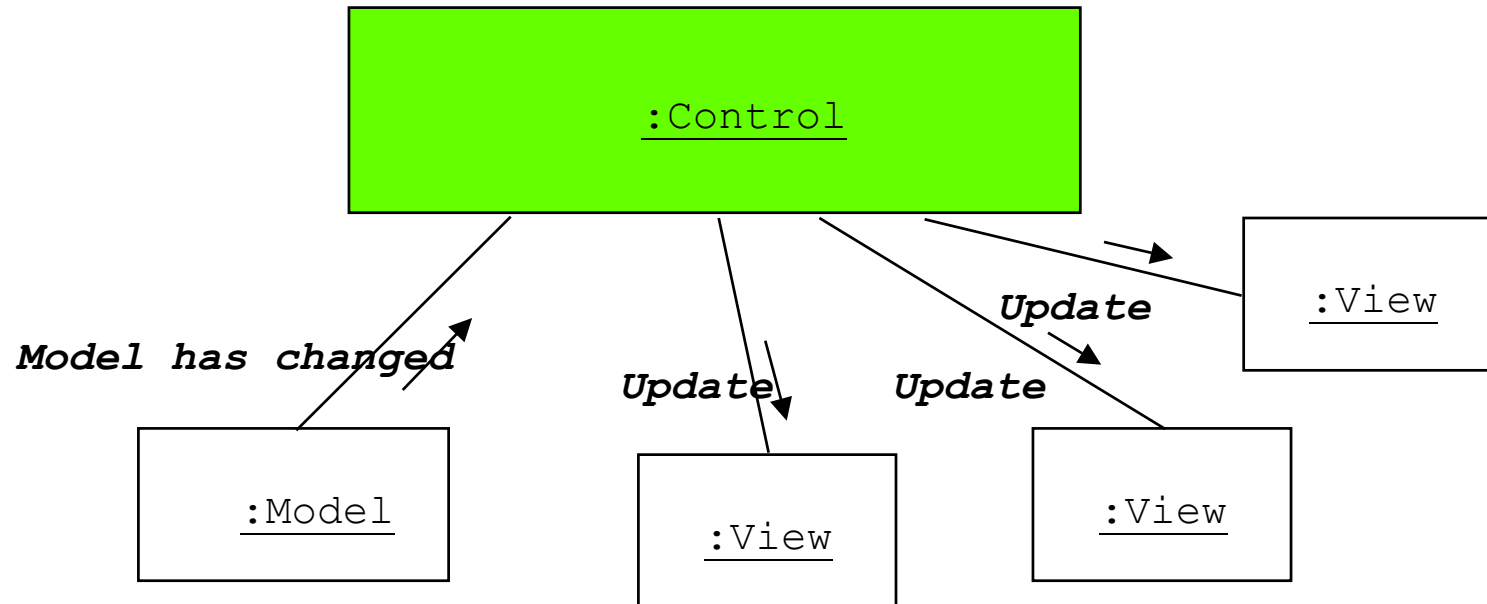 :Control
:View
Update
Model has changed
Update
Update
:Model
:View
:View